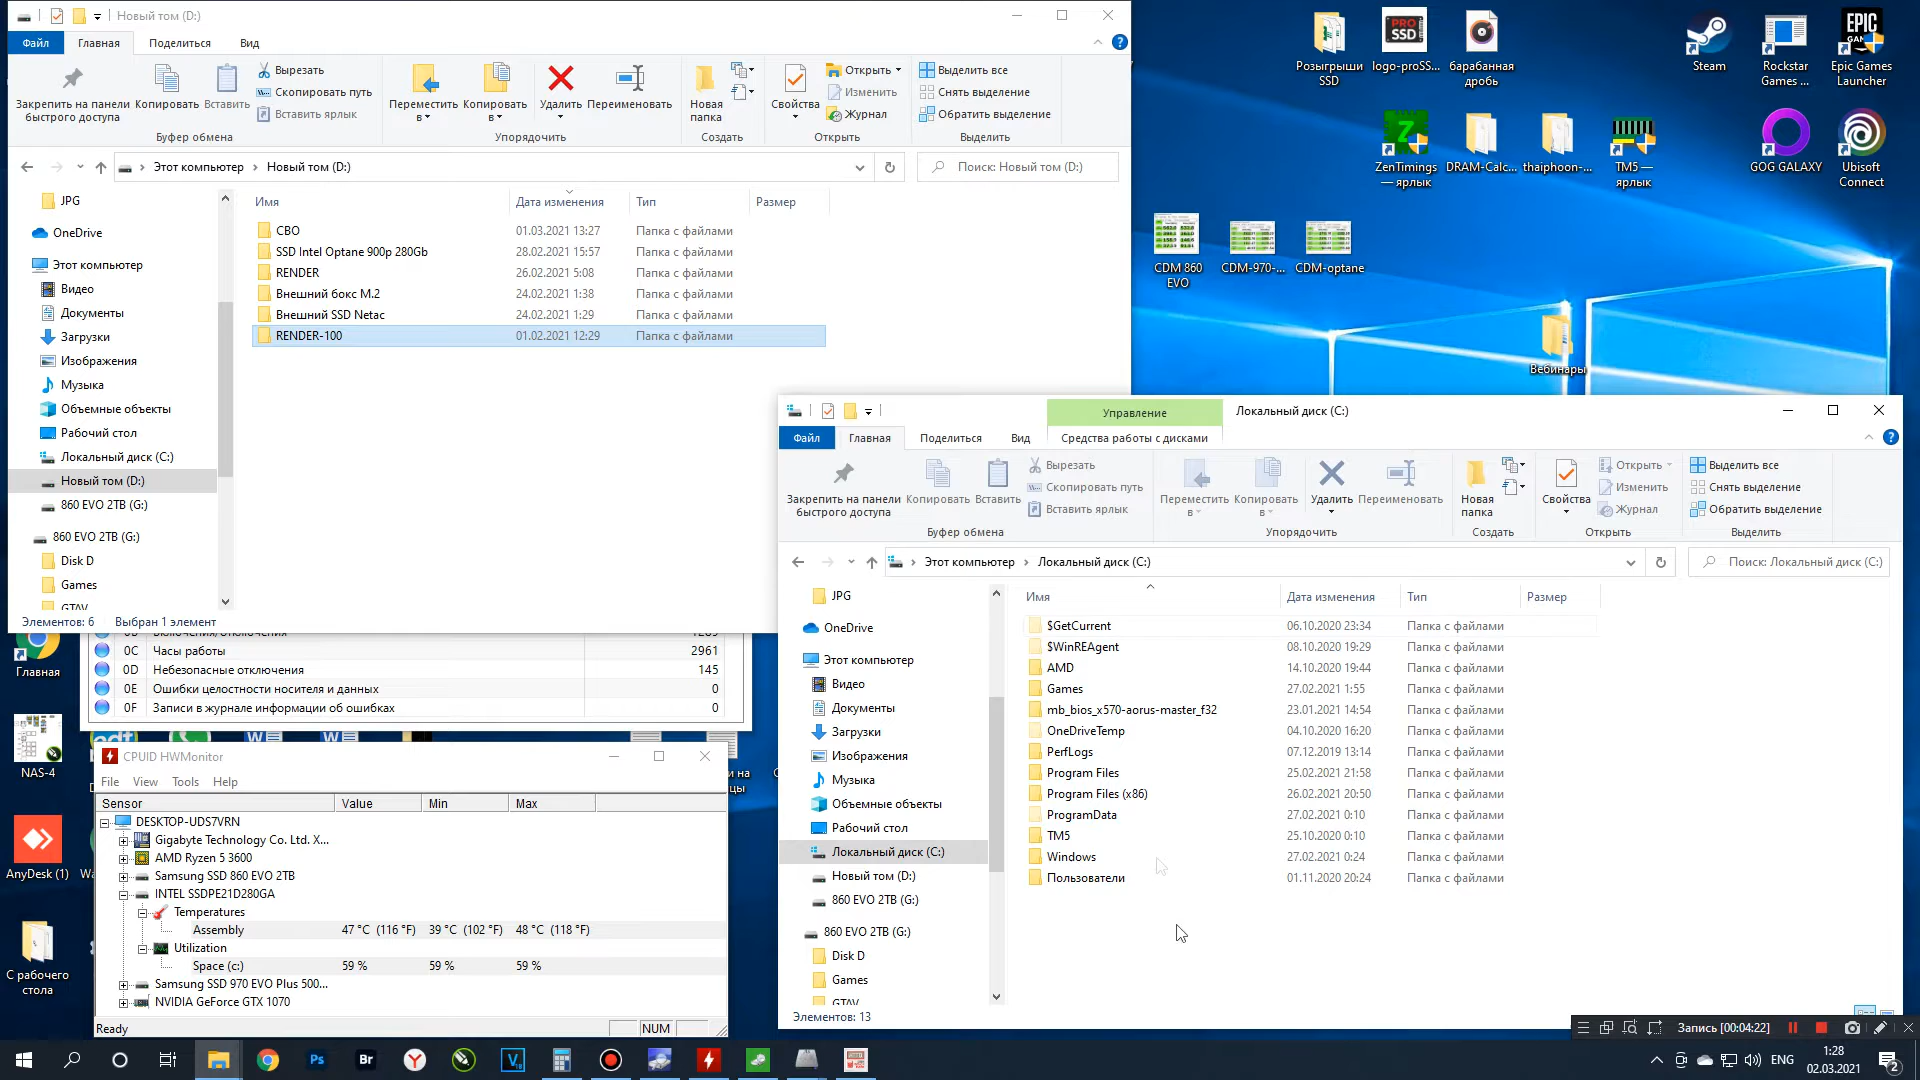 Новый том (D:)
Файл
Главная
Поделиться
Вид
Закрепить на панели
быстрого доступа
Копировать
Вставить
Вырезать
Скопировать путь
Вставить ярлык
Буфер обмена
Переместить
в
Копировать
в
Удалить
Переименовать
Упорядочить
Новая
папка
Создать
Свойства
Открыть
Изменить
Журнал
Открыть
Выделить все
Снять выделение
Обратить выделение
Выделить
Этот компьютер > Новый том (D:)
Поиск: Новый том (D:)
JPG
OneDrive
Этот компьютер
Видео
Документы
Загрузки
Изображения
Музыка
Объемные объекты
Рабочий стол
Локальный диск (C:)
Новый том (D:)
860 EVO 2TB (G:)
860 EVO 2TB (G:)
Disk D
Games
GTAV
Имя Дата изменения Тип Размер
СВО 01.03.2021 13:27 Папка с файлами
SSD Intel Optane 900p 280Gb 28.02.2021 15:57 Папка с файлами
RENDER 26.02.2021 5:08 Папка с файлами
Внешний бокс М.2 24.02.2021 1:38 Папка с файлами
Внешний SSD Netac 24.02.2021 1:29 Папка с файлами
RENDER-100 01.02.2021 12:29 Папка с файлами
Элементов: 6 Выбран 1 элемент
Розыгрыши
SSD
PRO
SSD
logo-proSS...
барабанная
дробь
Steam
Rockstar
Games ...
EPIC
GAM
Epic Games
Launcher
ZenTimings
— ярлык
DRAM-Calc...
thaiphoon-...
TM5 —
ярлык
GOG GALAXY
Ubisoft
Connect
CDM 860
EVO
CDM-970-...
CDM-optane
Вебинары
Управление
Локальный диск (C:)
Файл
Главная
Поделиться
Вид
Средства работы с дисками
Закрепить на панели
быстрого доступа
Копировать
Вставить
Вырезать
Скопировать путь
Вставить ярлык
Буфер обмена
Переместить
в
Копировать
в
Удалить
Переименовать
Упорядочить
Новая
папка
Создать
Свойства
Открыть
Изменить
Журнал
Открыть
Выделить все
Снять выделение
Обратить выделение
Выделить
Этот компьютер > Локальный диск (C:)
Поиск: Локальный диск (C:)
JPG
OneDrive
Этот компьютер
Видео
Документы
Загрузки
Изображения
Музыка
Объемные объекты
Рабочий стол
Локальный диск (C:)
Новый том (D:)
860 EVO 2TB (G:)
860 EVO 2TB (G:)
Disk D
Games
GTAV
Имя Дата изменения Тип Размер
$GetCurrent 06.10.2020 23:34 Папка с файлами
$WinREAgent 08.10.2020 19:29 Папка с файлами
AMD 14.10.2020 19:44 Папка с файлами
Games 27.02.2021 1:55 Папка с файлами
mb_bios_x570-aorus-master_f32 23.01.2021 14:54 Папка с файлами
OneDriveTemp 04.10.2020 16:20 Папка с файлами
PerfLogs 07.12.2019 13:14 Папка с файлами
Program Files 25.02.2021 21:58 Папка с файлами
Program Files (x86) 26.02.2021 20:50 Папка с файлами
ProgramData 27.02.2021 0:10 Папка с файлами
TM5 25.10.2020 0:10 Папка с файлами
Windows 27.02.2021 0:24 Папка с файлами
Пользователи 01.11.2020 20:24 Папка с файлами
Элементов: 13
0C Часы работы 2961
0D Небезопасные отключения 145
0E Ошибки целостности носителя и данных 0
0F Записи в журнале информации об ошибках 0
Главная
NAS-4
AnyDesk (1)
С рабочего
стола
CPUID HWMonitor
File View Tools Help
Sensor Value Min Max
DESKTOP-UDS7VRN
Gigabyte Technology Co. Ltd. X...
AMD Ryzen 5 3600
Samsung SSD 860 EVO 2TB
INTEL SSDPE21D280GA
Temperatures
Assembly 47 °C (116 °F) 39 °C (102 °F) 48 °C (118 °F)
Utilization
Space (c:) 59 % 59 % 59 %
Samsung SSD 970 EVO Plus 500...
NVIDIA GeForce GTX 1070
Ready NUM
Запись [00:04:22]
Ps
Br
ENG
1:28
02.03.2021
2